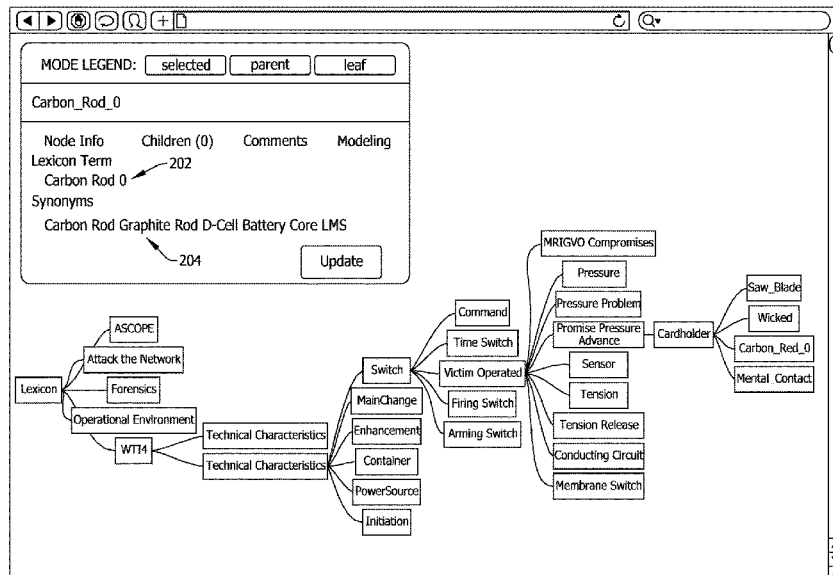 MODE LEGEND: selected parent leaf
Carbon_Rod_0
Node Info Children (0) Comments Modeling
Lexicon Term
Carbon Rod 0
202
Synonyms
Carbon Rod Graphite Rod D-Cell Battery Core LMS
204
Update
Lexicon
ASCOPE
Attack the Network
Forensics
Operational Environment
WTI4
Technical Characteristics
Technical Characteristics
Switch
MainChange
Enhancement
Container
PowerSource
Initiation
Command
Time Switch
Victim Operated
Firing Switch
Arming Switch
MRIGVO Compromises
Pressure
Pressure Problem
Promise Pressure
Advance
Sensor
Tension
Tension Release
Conducting Circuit
Membrane Switch
Cardholder
Saw_Blade
Wicked
Carbon_Red_0
Mental_Contact